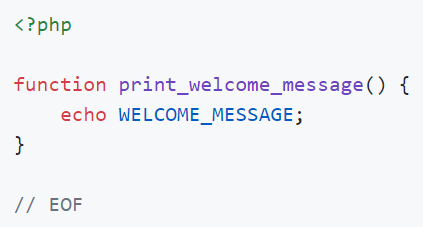 <?php
function print_welcome_message() {
    echo WELCOME_MESSAGE;
}
// EOF